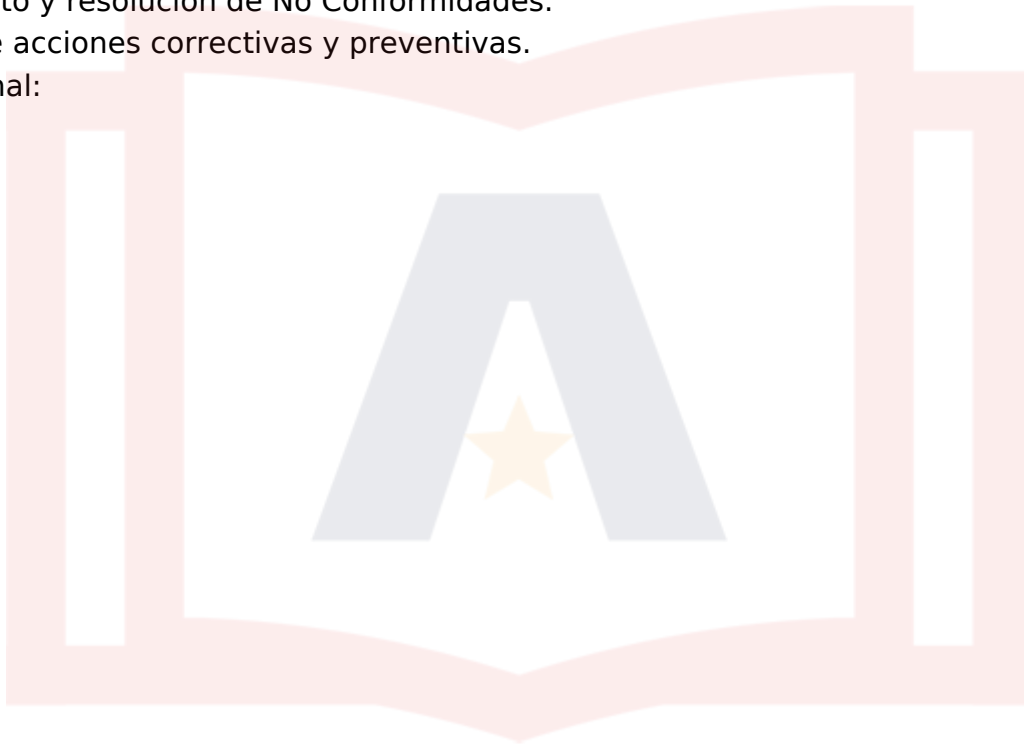 to y resolución de No Conformidades.
e acciones correctivas y preventivas.
nal:
A